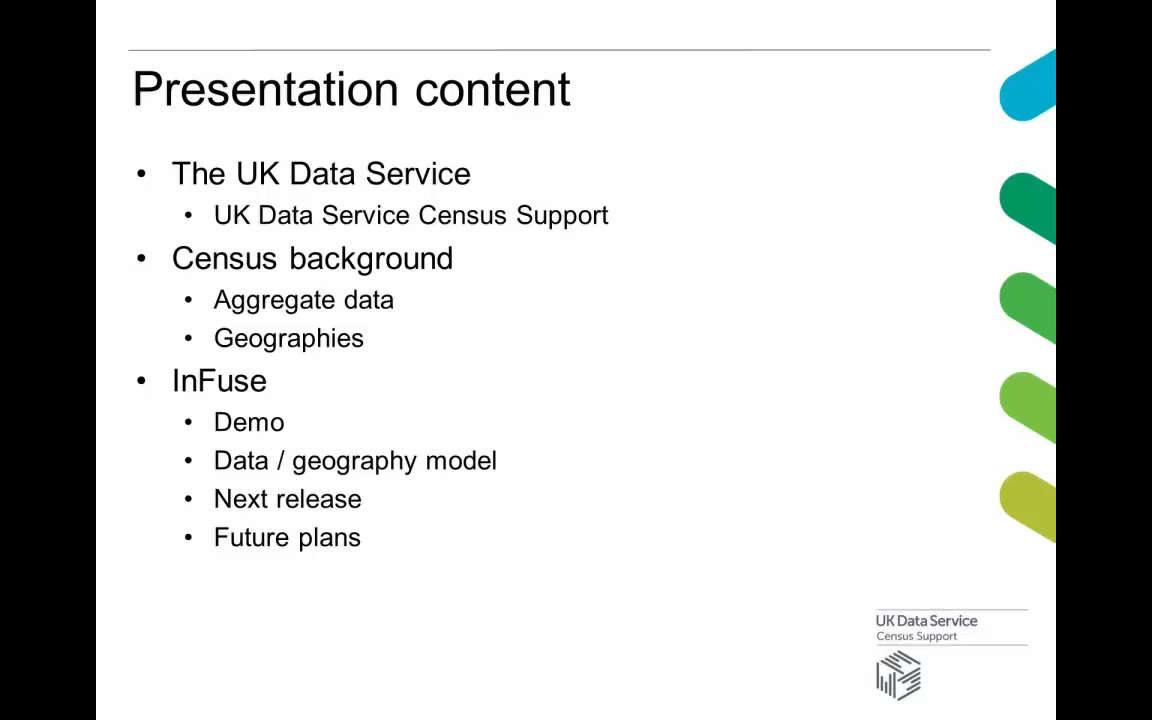 Presentation content
• The UK Data Service
• UK Data Service Census Support
• Census background
• Aggregate data
• Geographies
• InFuse
• Demo
• Data / geography model
• Next release
• Future plans
UK Data Service
Census Support